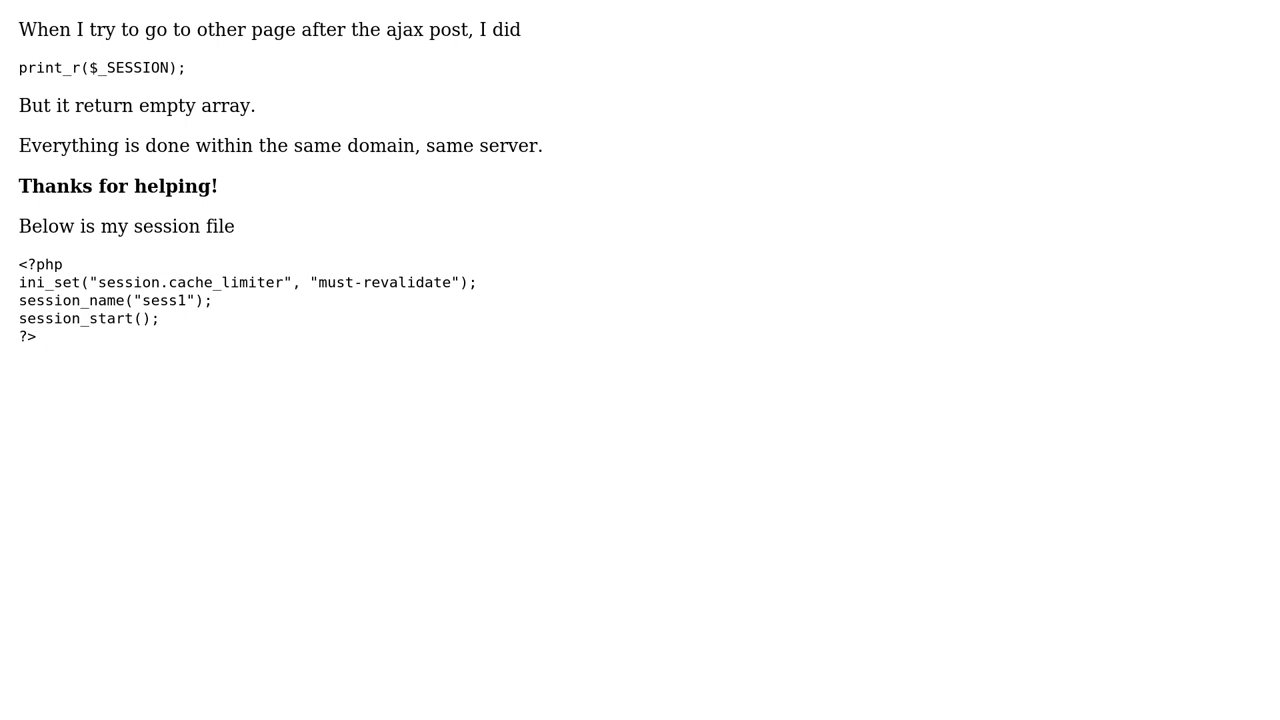 When I try to go to other page after the ajax post, I did
print_r($_SESSION);
But it return empty array.
Everything is done within the same domain, same server.
Thanks for helping!
Below is my session file
<?php
ini_set("session.cache_limiter", "must-revalidate");
session_name("sess1");
session_start();
?>